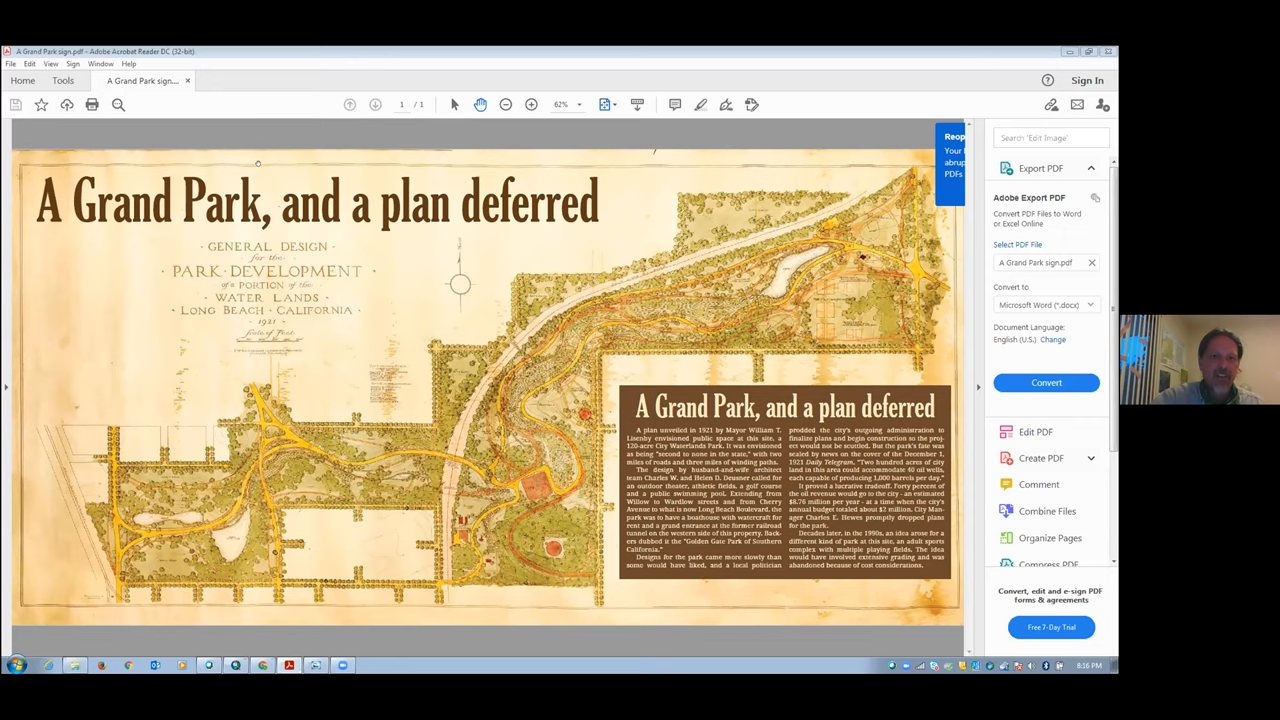 A Grand Park sign.pdf - Adobe Acrobat Reader DC (32-bit)
File Edit View Sign Window Help
Home Tools A Grand Park sign.... × Sign In
1 / 1 62%
Search 'Edit Image'
Reop
Your
abrup
PDFs
Export PDF
Adobe Export PDF
Convert PDF Files to Word
or Excel Online
Select PDF File
A Grand Park sign.pdf
Convert to
Microsoft Word (*.docx)
Document Language:
English (U.S.) Change
Convert
Edit PDF
Create PDF
Comment
Combine Files
Organize Pages
Compress PDF
Convert, edit and e-sign PDF
forms & agreements
Free 7-Day Trial
A Grand Park, and a plan deferred
GENERAL DESIGN
for the
PARK DEVELOPMENT
of a PORTION of the
WATER LANDS
LONG BEACH · CALIFORNIA
1921
A Grand Park, and a plan deferred
A plan unveiled in 1921 by Mayor William T.
Lisenby envisioned public space at this site, a
120-acre City Waterlands Park. It was envisioned
as being "second to none in the state," with two
miles of roads and three miles of winding paths.
The design by husband-and-wife architect
team Charles W. and Helen D. Deusner called for
an outdoor theater, athletic fields, a golf course
and a public swimming pool. Extending from
Willow to Wardlow streets and from Cherry
Avenue to what is now Long Beach Boulevard, the
park was to have a boathouse with watercraft for
rent and a grand entrance at the former railroad
tunnel on the western side of this property. Back-
ers dubbed it the "Golden Gate Park of Southern
California."
Designs for the park came more slowly than
some would have liked, and a local politician
prodded the city's outgoing administration to
finalize plans and begin construction so the proj-
ect would not be scuttled. But the park's fate was
sealed by news on the cover of the December 1,
1921 Daily Telegram, "Two hundred acres of city
land in this area could accommodate 40 oil wells,
each capable of producing 1,000 barrels per day."
It proved a lucrative tradeoff. Forty percent of
the oil revenue would go to the city - an estimated
$8.76 million per year - at a time when the city's
annual budget totaled about $2 million. City Man-
ager Charles E. Hewes promptly dropped plans
for the park.
Decades later, in the 1990s, an idea arose for a
different kind of park at this site, an adult sports
complex with multiple playing fields. The idea
would have involved extensive grading and was
abandoned because of cost considerations.
8:16 PM